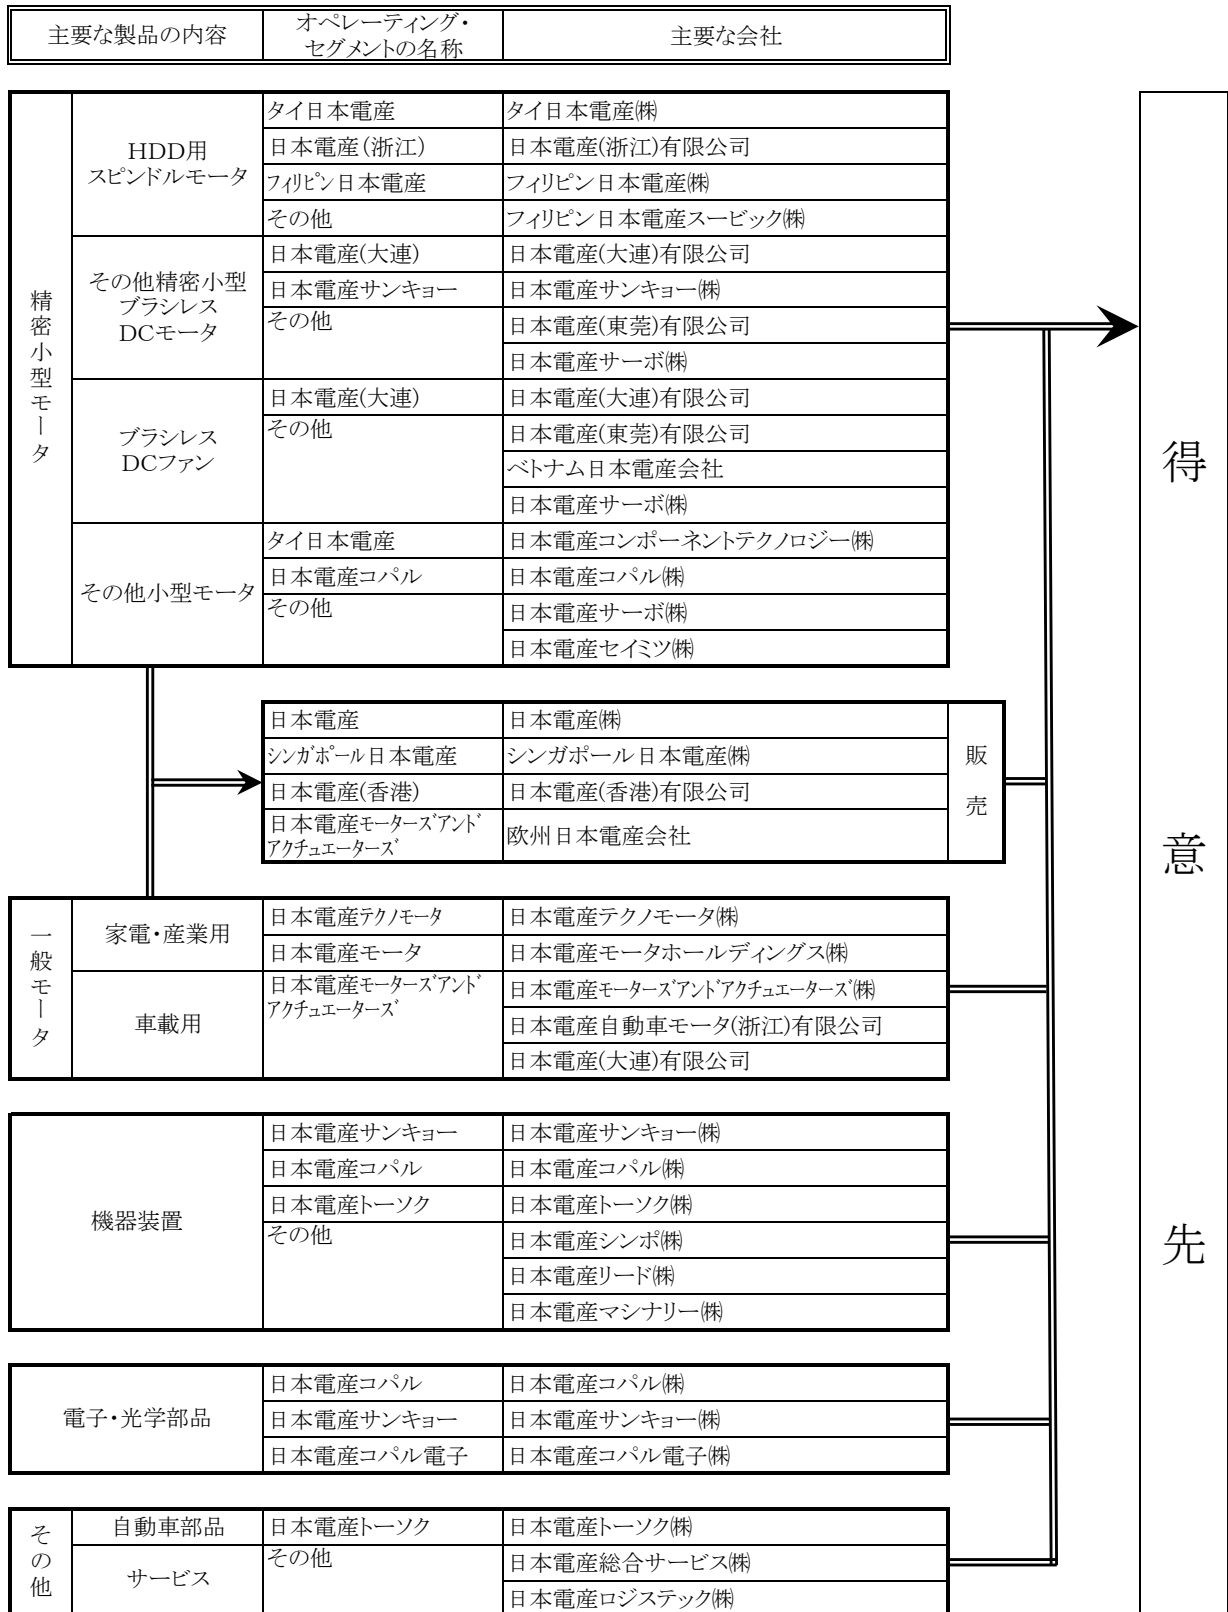 主要な製品の内容
オペレーティング・
セグメントの名称
主要な会社
精密小型モータ
HDD用
スピンドルモータ
タイ日本電産
タイ日本電産㈱
日本電産(浙江)
日本電産(浙江)有限公司
フィリピン日本電産
フィリピン日本電産㈱
その他
フィリピン日本電産スービック㈱
その他精密小型
ブラシレス
DCモータ
日本電産(大連)
日本電産(大連)有限公司
日本電産サンキョー
日本電産サンキョー㈱
その他
日本電産(東莞)有限公司
日本電産サーボ㈱
ブラシレス
DCファン
日本電産(大連)
日本電産(大連)有限公司
その他
日本電産(東莞)有限公司
ベトナム日本電産会社
日本電産サーボ㈱
その他小型モータ
タイ日本電産
日本電産コンポーネントテクノロジー㈱
日本電産コパル
日本電産コパル㈱
その他
日本電産サーボ㈱
日本電産セイミツ㈱
日本電産
日本電産㈱
シンガポール日本電産
シンガポール日本電産㈱
日本電産(香港)
日本電産(香港)有限公司
日本電産モーターズアンド
アクチュエーターズ
欧州日本電産会社
販売
一般モータ
家電・産業用
日本電産テクノモータ
日本電産テクノモータ㈱
日本電産モータ
日本電産モータホールディングス㈱
車載用
日本電産モーターズアンド
アクチュエーターズ
日本電産モーターズアンドアクチュエーターズ㈱
日本電産自動車モータ(浙江)有限公司
日本電産(大連)有限公司
機器装置
日本電産サンキョー
日本電産サンキョー㈱
日本電産コパル
日本電産コパル㈱
日本電産トーソク
日本電産トーソク㈱
その他
日本電産シンポ㈱
日本電産リード㈱
日本電産マシナリー㈱
電子・光学部品
日本電産コパル
日本電産コパル㈱
日本電産サンキョー
日本電産サンキョー㈱
日本電産コパル電子
日本電産コパル電子㈱
その他
自動車部品
日本電産トーソク
日本電産トーソク㈱
サービス
その他
日本電産総合サービス㈱
日本電産ロジステック㈱
得意先